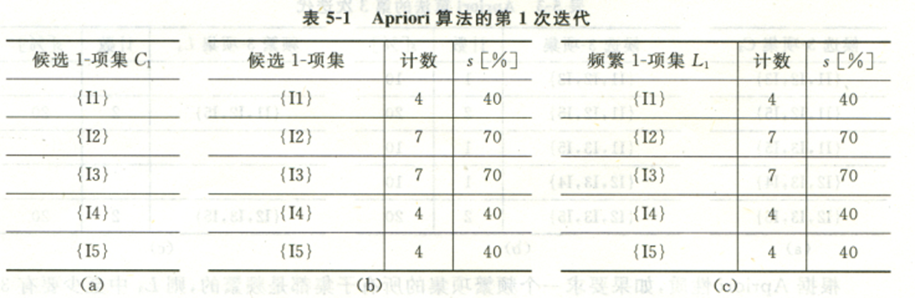 表 5-1 Apriori 算法的第 1 次迭代
候选 1-项集 C₁ 候选 1-项集 计数 s[%] 频繁 1-项集 L₁ 计数 s[%]
{I1} {I1} 4 40 {I1} 4 40
{I2} {I2} 7 70 {I2} 7 70
{I3} {I3} 7 70 {I3} 7 70
{I4} {I4} 4 40 {I4} 4 40
{I5} {I5} 4 40 {I5} 4 40
(a) (b) (c)